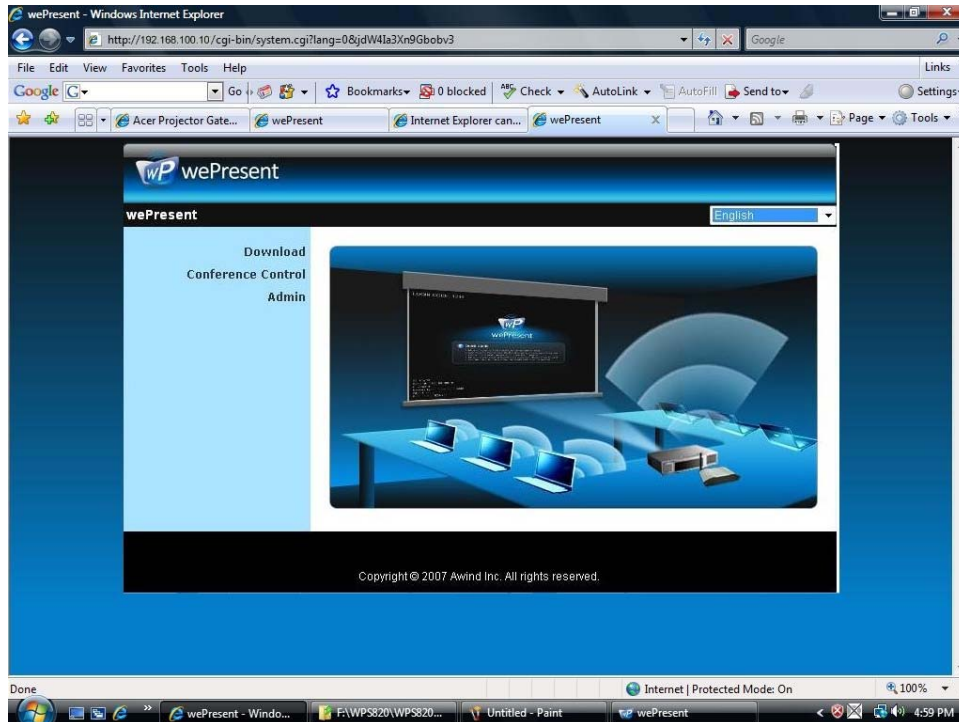 wePresent - Windows Internet Explorer
http://192.168.100.10/cgi-bin/system.cgi?lang=0&jdW4Ia3Xn9Gbobv3
Google
File Edit View Favorites Tools Help
Links
Google G Go Bookmarks 0 blocked ABC Check AutoLink AutoFill Send to Settings
Acer Projector Gate... wePresent Internet Explorer can... wePresent Page Tools
wP wePresent
wePresent
English
Download
Conference Control
Admin
wP
wePresent
Copyright © 2007 Awind Inc. All rights reserved.
Done
Internet | Protected Mode: On
100%
wePresent - Windo... F:\WPS820\WPS820... Untitled - Paint wePresent 4:59 PM